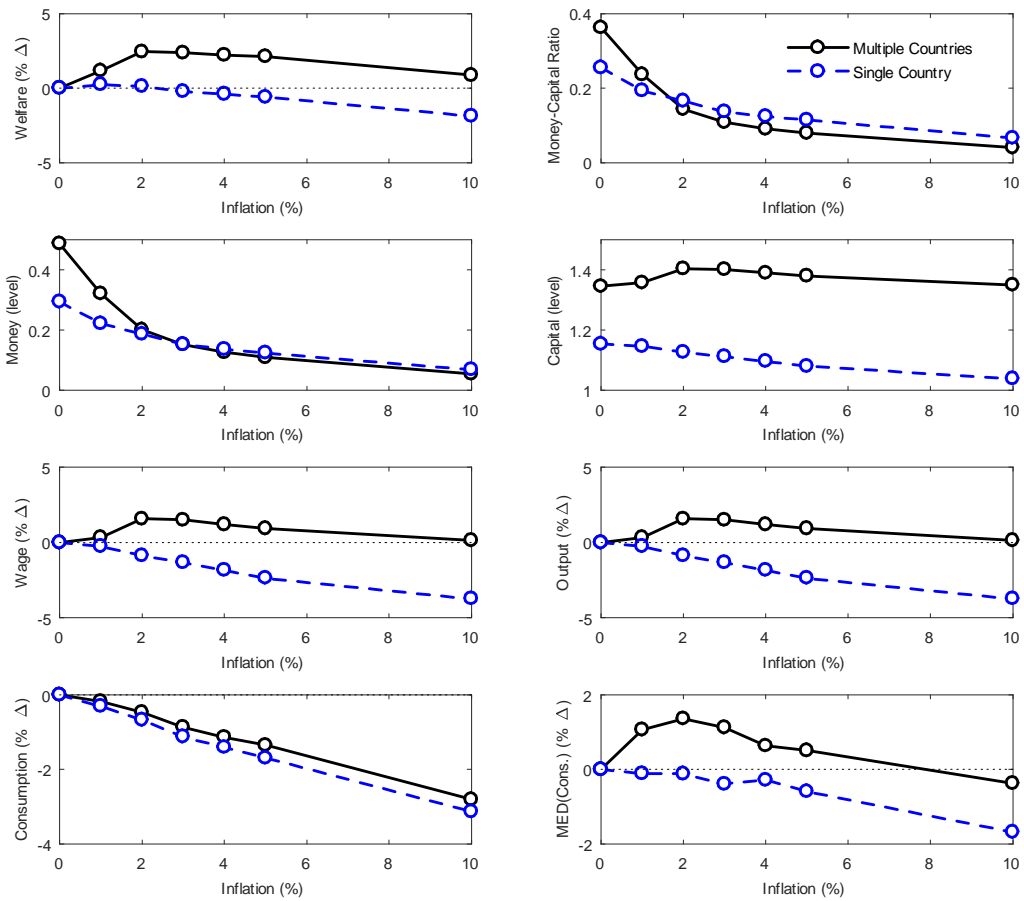 Welfare (% Δ)
5
0
-5
0 2 4 6 8 10
Inflation (%)
Money-Capital Ratio
0.4
0.2
0
0 2 4 6 8 10
Inflation (%)
Multiple Countries
Single Country
Money (level)
0.4
0.2
0
0 2 4 6 8 10
Inflation (%)
Capital (level)
1.4
1.2
1
0 2 4 6 8 10
Inflation (%)
Wage (% Δ)
5
0
-5
0 2 4 6 8 10
Inflation (%)
Output (% Δ)
5
0
-5
0 2 4 6 8 10
Inflation (%)
Consumption (% Δ)
0
-2
-4
0 2 4 6 8 10
Inflation (%)
MED(Cons.) (% Δ)
2
0
-2
0 2 4 6 8 10
Inflation (%)